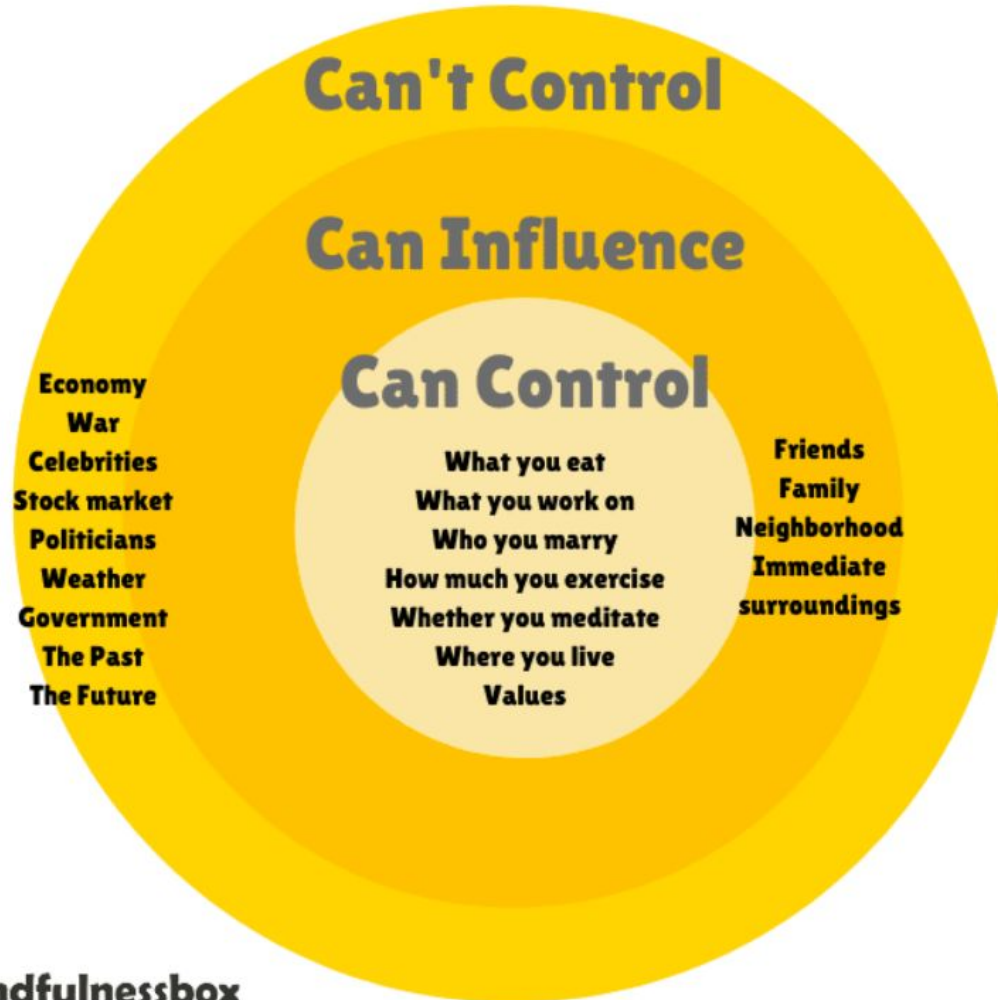 Can't Control
Can Influence
Can Control
Economy
War
Celebrities
Stock market
Politicians
Weather
Government
The Past
The Future
What you eat
What you work on
Who you marry
How much you exercise
Whether you meditate
Where you live
Values
Friends
Family
Neighborhood
Immediate
surroundings
ndfulnessbox